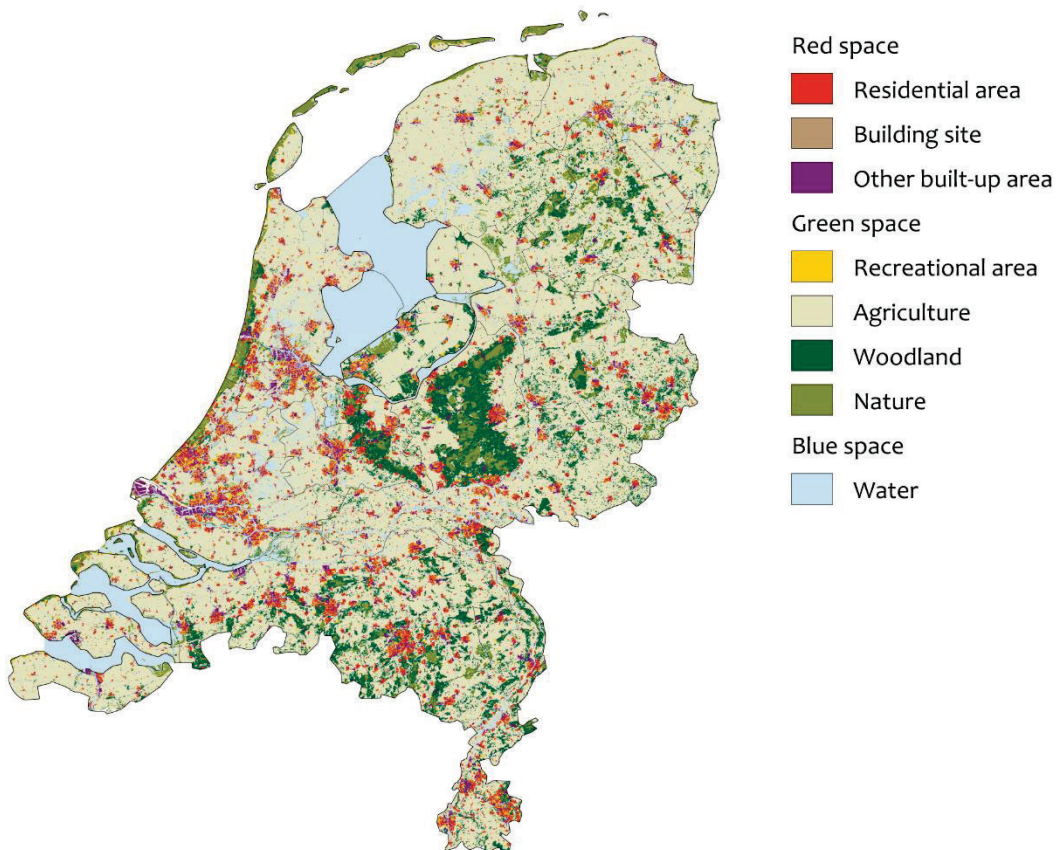 Red space
Residential area
Building site
Other built-up area
Green space
Recreational area
Agriculture
Woodland
Nature
Blue space
Water